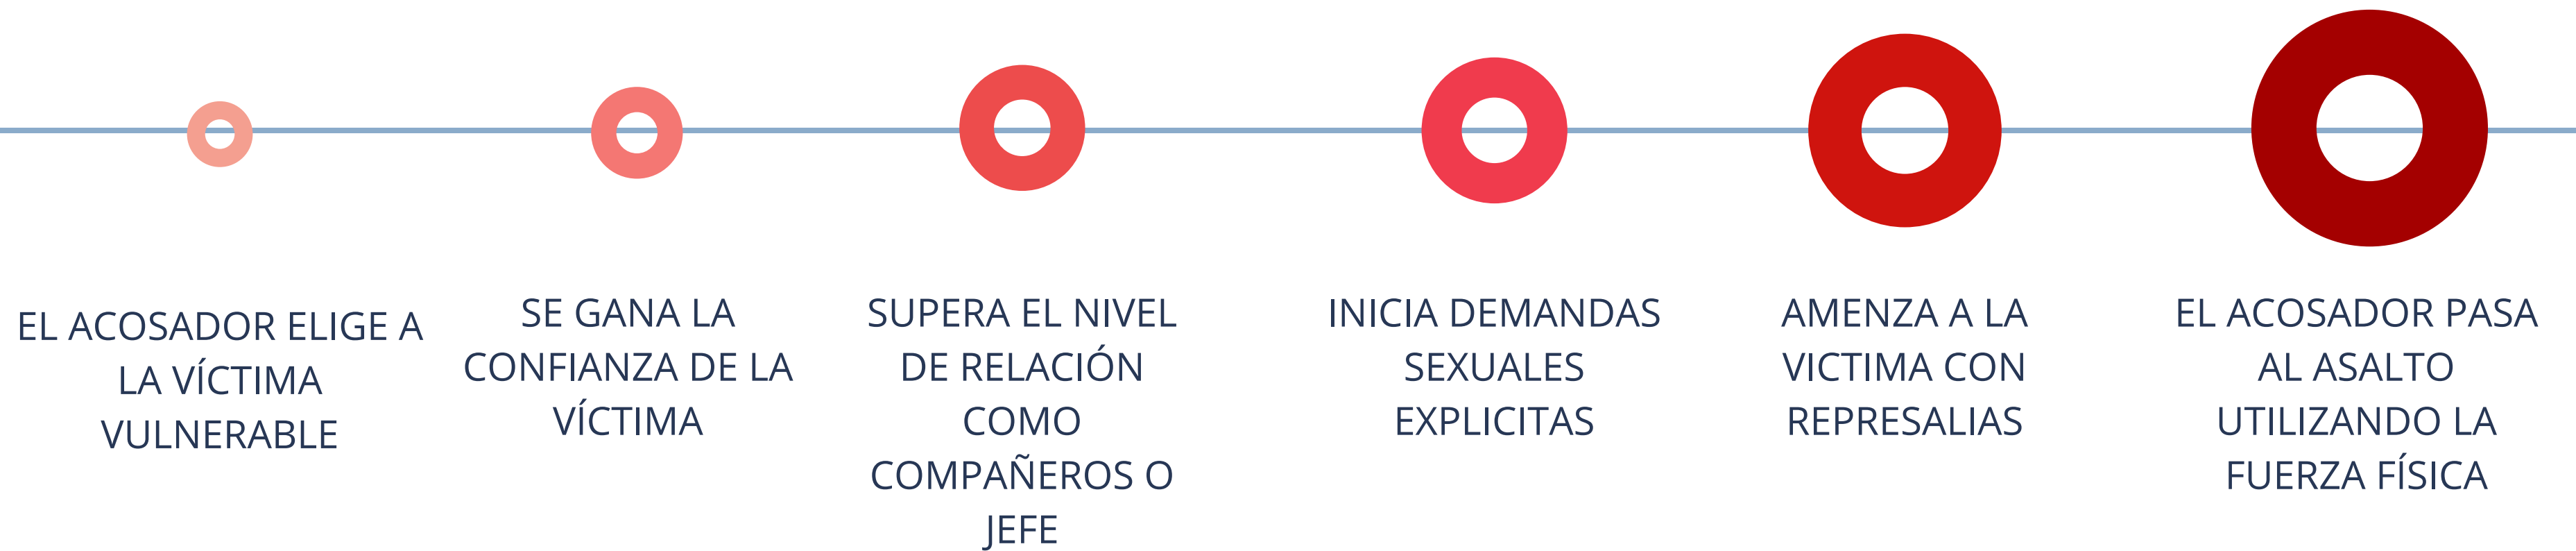 EL ACOSADOR ELIGE A
LA VÍCTIMA
VULNERABLE
SE GANA LA
CONFIANZA DE LA
VÍCTIMA
SUPERA EL NIVEL
DE RELACIÓN
COMO
COMPAÑEROS O
JEFE
INICIA DEMANDAS
SEXUALES
EXPLICITAS
AMENZA A LA
VICTIMA CON
REPRESALIAS
EL ACOSADOR PASA
AL ASALTO
UTILIZANDO LA
FUERZA FÍSICA